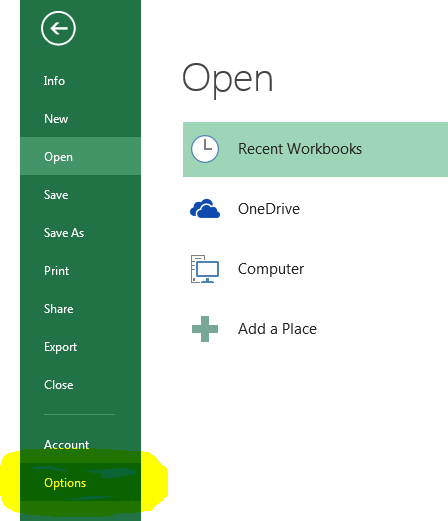 Info
New
Open
Save
Save As
Print
Share
Export
Close
Account
Options
Open
Recent Workbooks
OneDrive
Computer
Add a Place